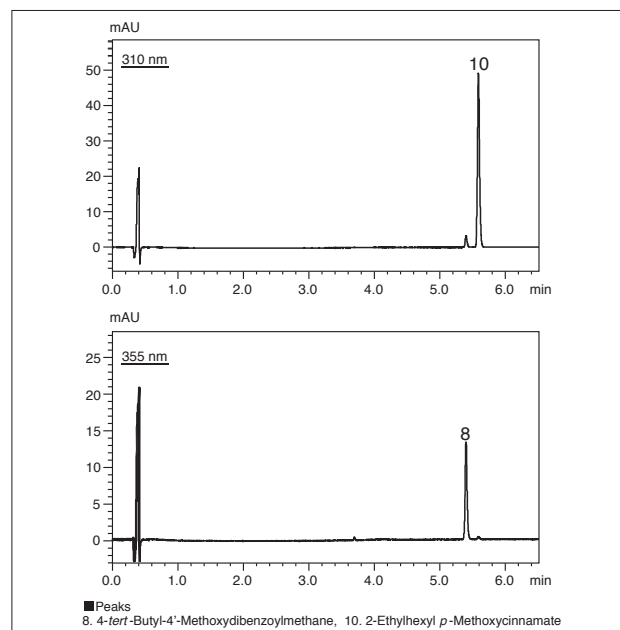 mAU
310 nm
10
50
40
30
20
10
0
0.0 1.0 2.0 3.0 4.0 5.0 6.0 min
mAU
355 nm
8
25
20
15
10
5
0
0.0 1.0 2.0 3.0 4.0 5.0 6.0 min
■Peaks
8. 4-tert-Butyl-4'-Methoxydibenzoylmethane, 10. 2-Ethylhexyl p-Methoxycinnamate